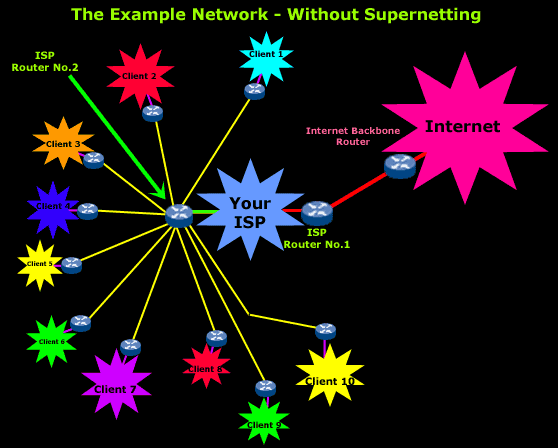 The Example Network - Without Supernetting
ISP
Router No.2
Client 1
Client 2
Internet
Internet Backbone
Router
Client 3
Client 4
Your
ISP
ISP
Router No.1
Client 5
Client 6
Client 7
Client 8
Client 9
Client 10